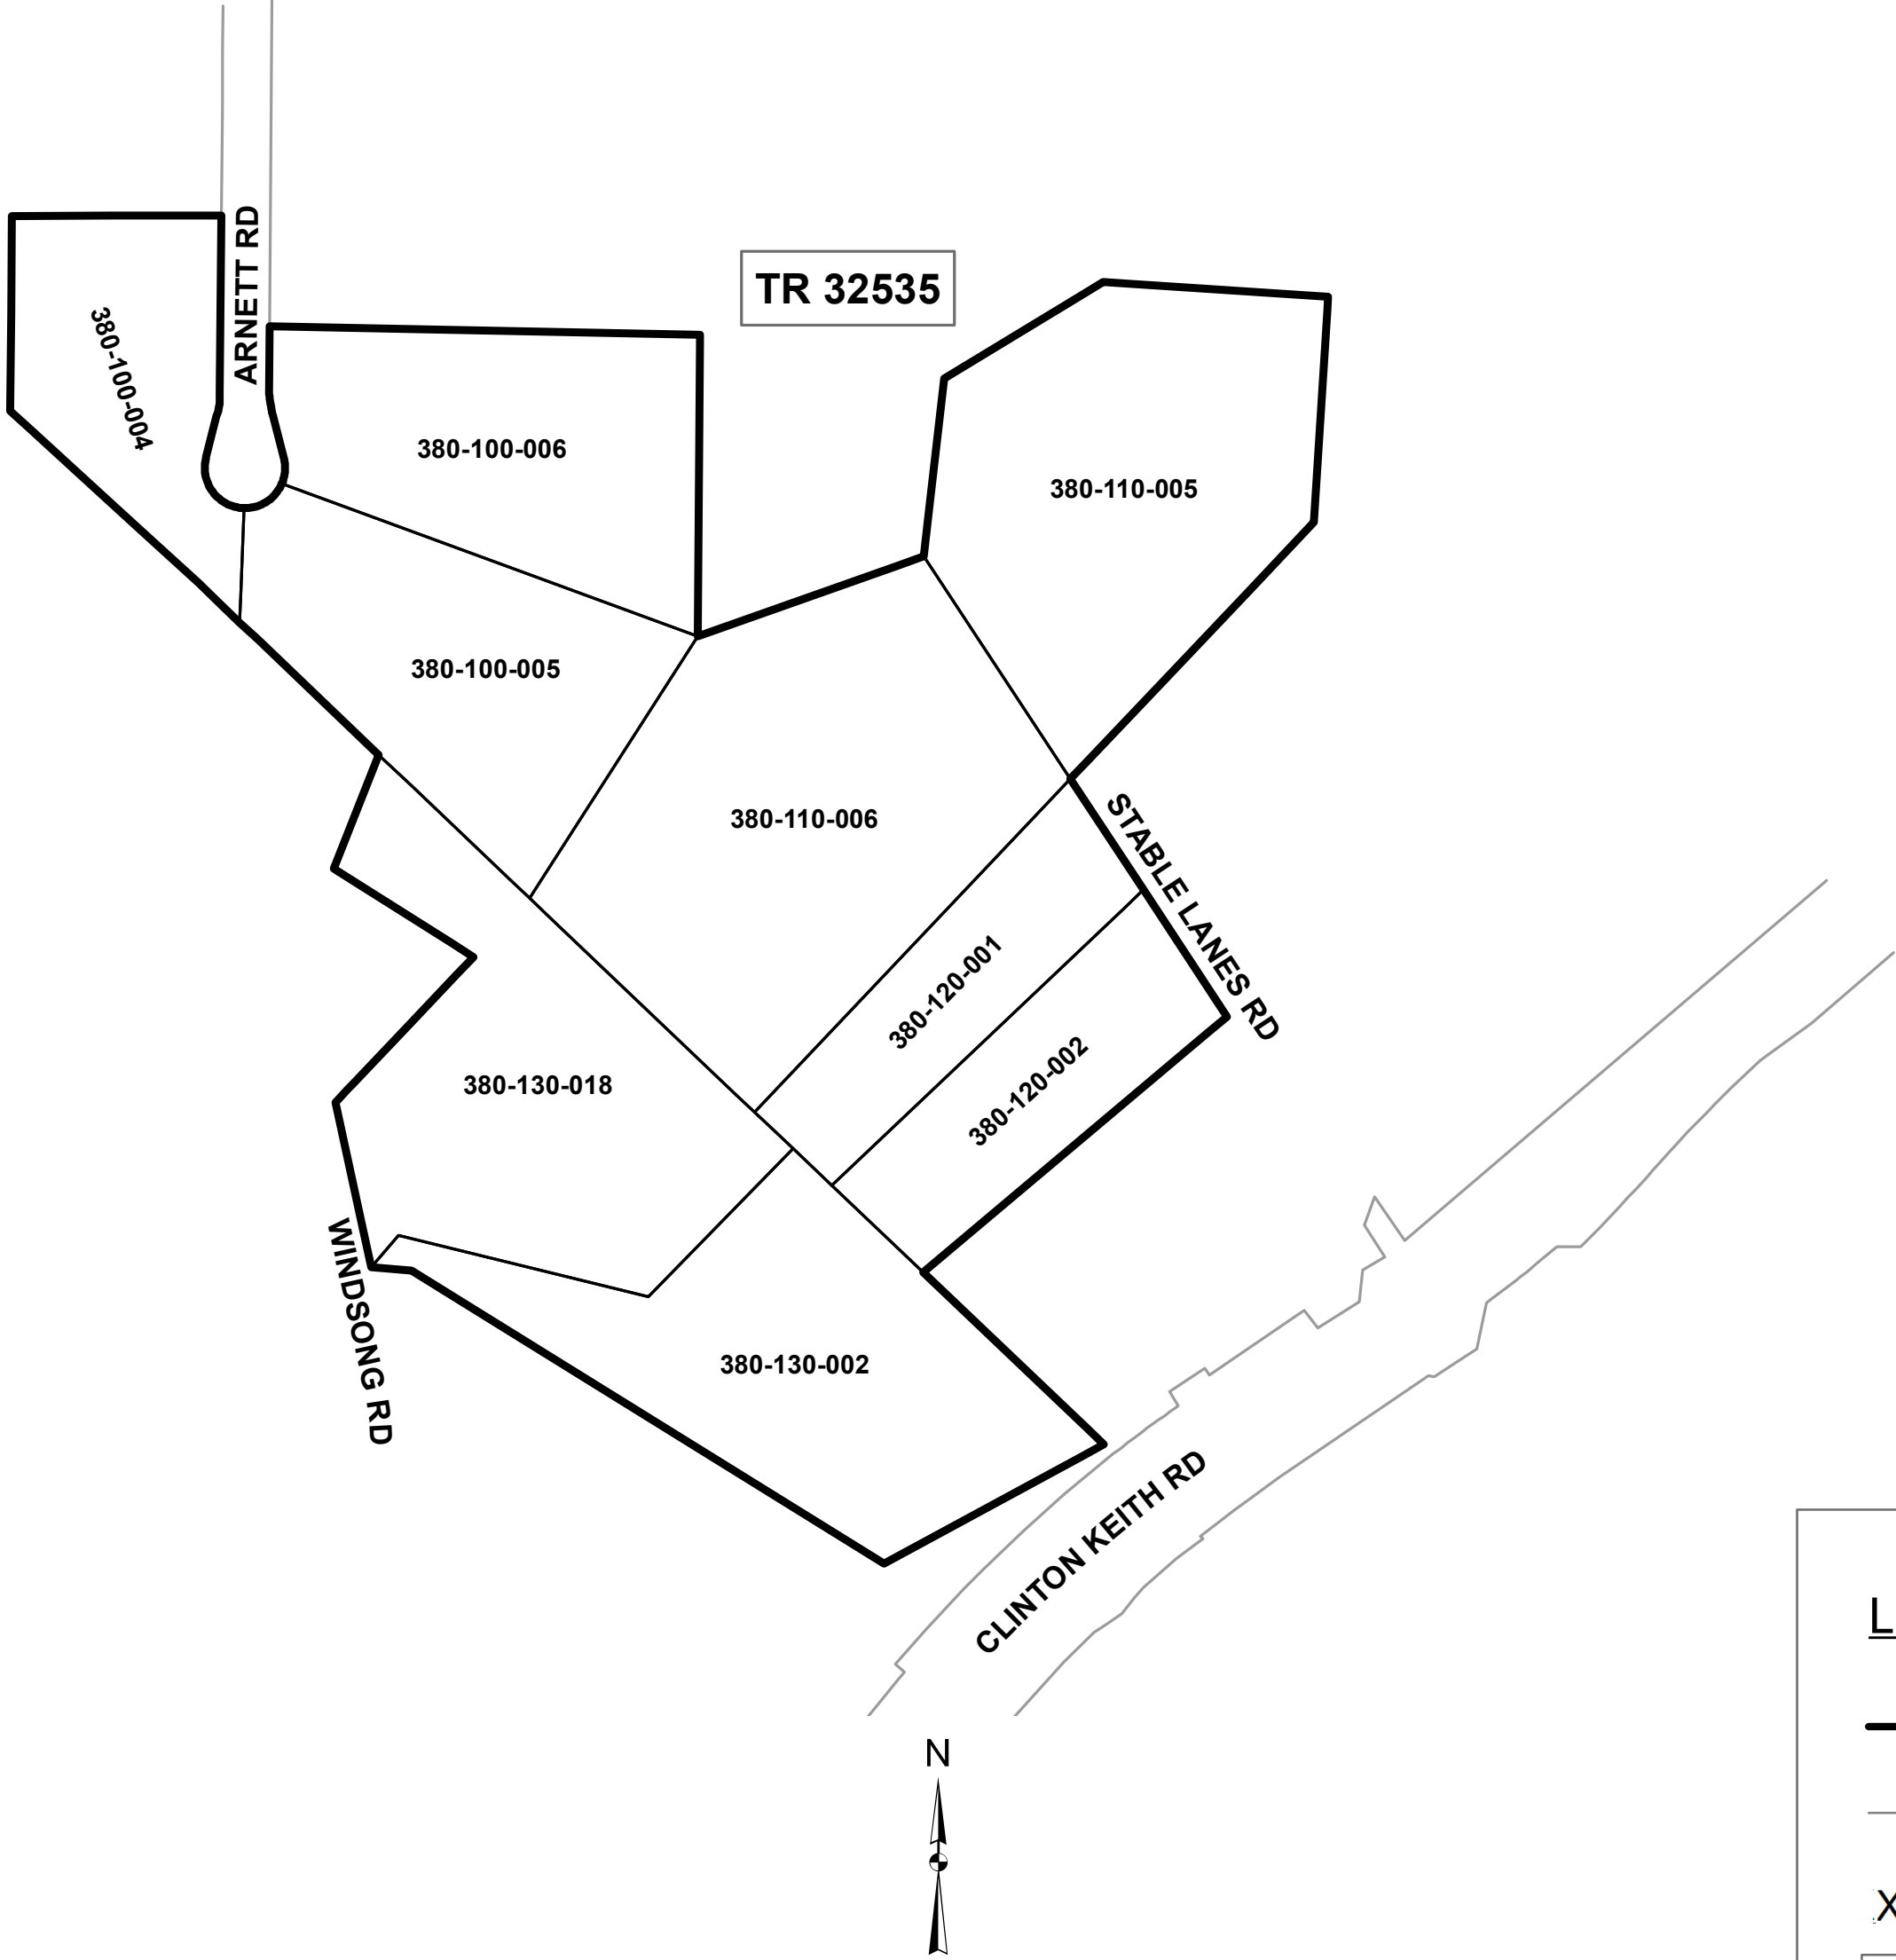 ARNETT RD
TR 32535
380-100-004
380-100-006
380-110-005
380-100-005
380-110-006
STABLE LANES RD
380-120-001
380-120-002
380-130-018
WINDSONG RD
380-130-002
CLINTON KEITH RD
N
L
X